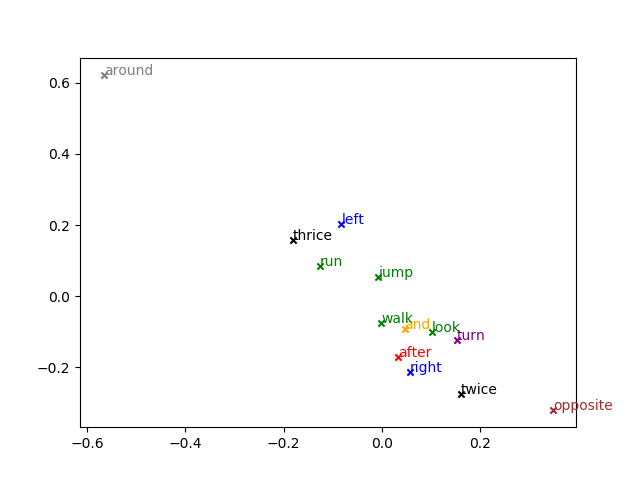 0.6
0.4
0.2
0.0
−0.2
around
left
thrice
run
jump
walk
and
look
turn
after
right
twice
opposite
−0.6 −0.4 −0.2 0.0 0.2